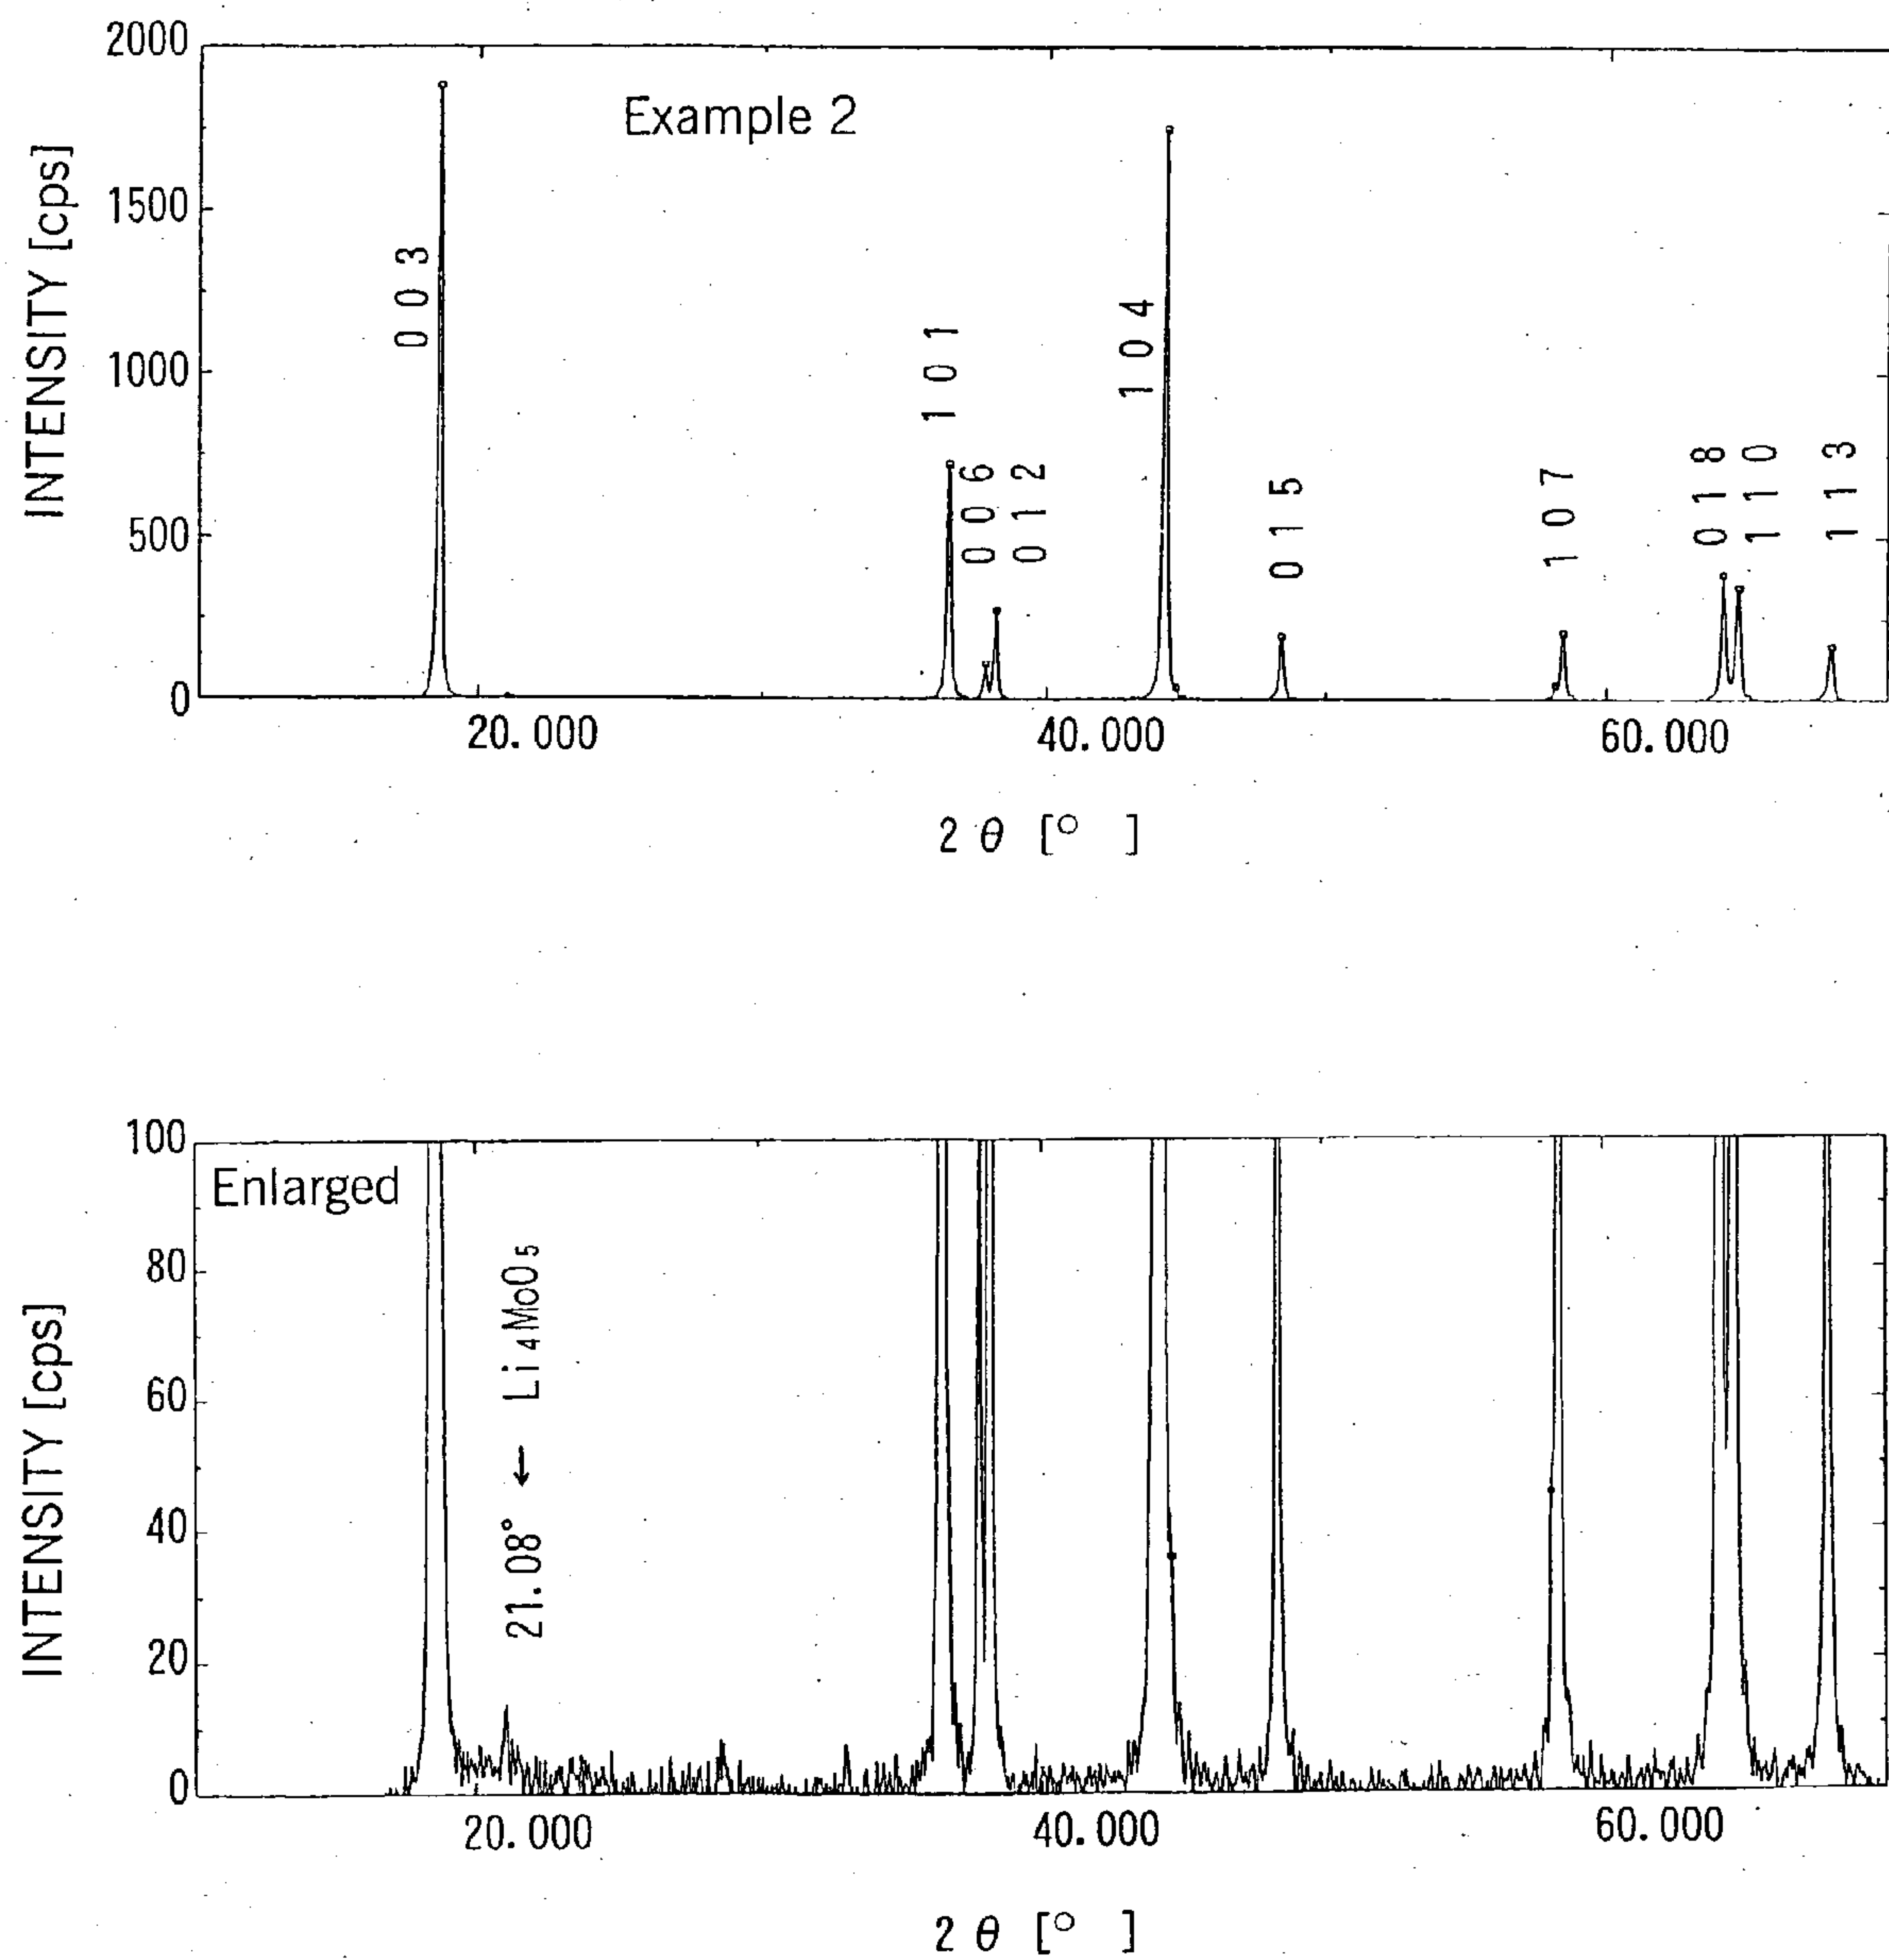 2000
1500
1000
500
0
INTENSITY [cps]
Example 2
0 0 3
1 0 1
0 0 6
0 1 2
1 0 4
0 1 5
1 0 7
0 1 8
1 1 0
1 1 3
20.000
40.000
60.000
2 θ [° ]
100
80
60
40
20
0
INTENSITY [cps]
Enlarged
21.08° ← Li₄MoO₅
20.000
40.000
60.000
2 θ [° ]